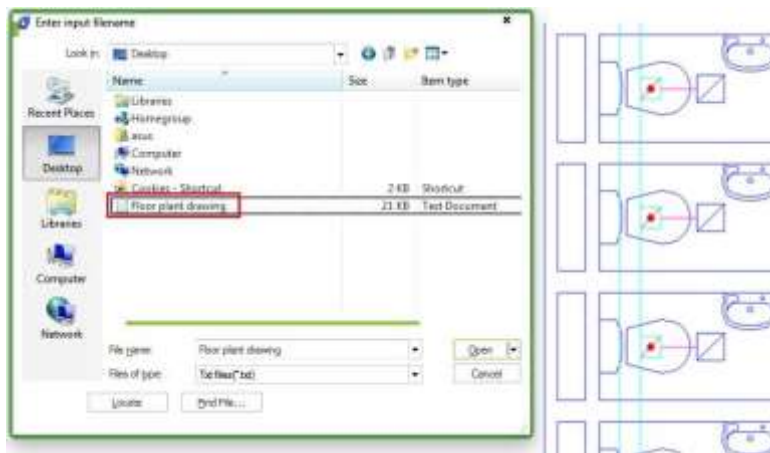 Enter input filename
Look in: Desktop
Name Size Item type
Recent Places
Desktop
Libraries
Computer
Network
Libraries
Homegroup
asus
Computer
Network
Cookies - Shortcut 2 KB Shortcut
Floor plant drawing 21 KB Text Document
File name: Floor plant drawing Open
Files of type: Txt files(*.txt) Cancel
Locate Find File...